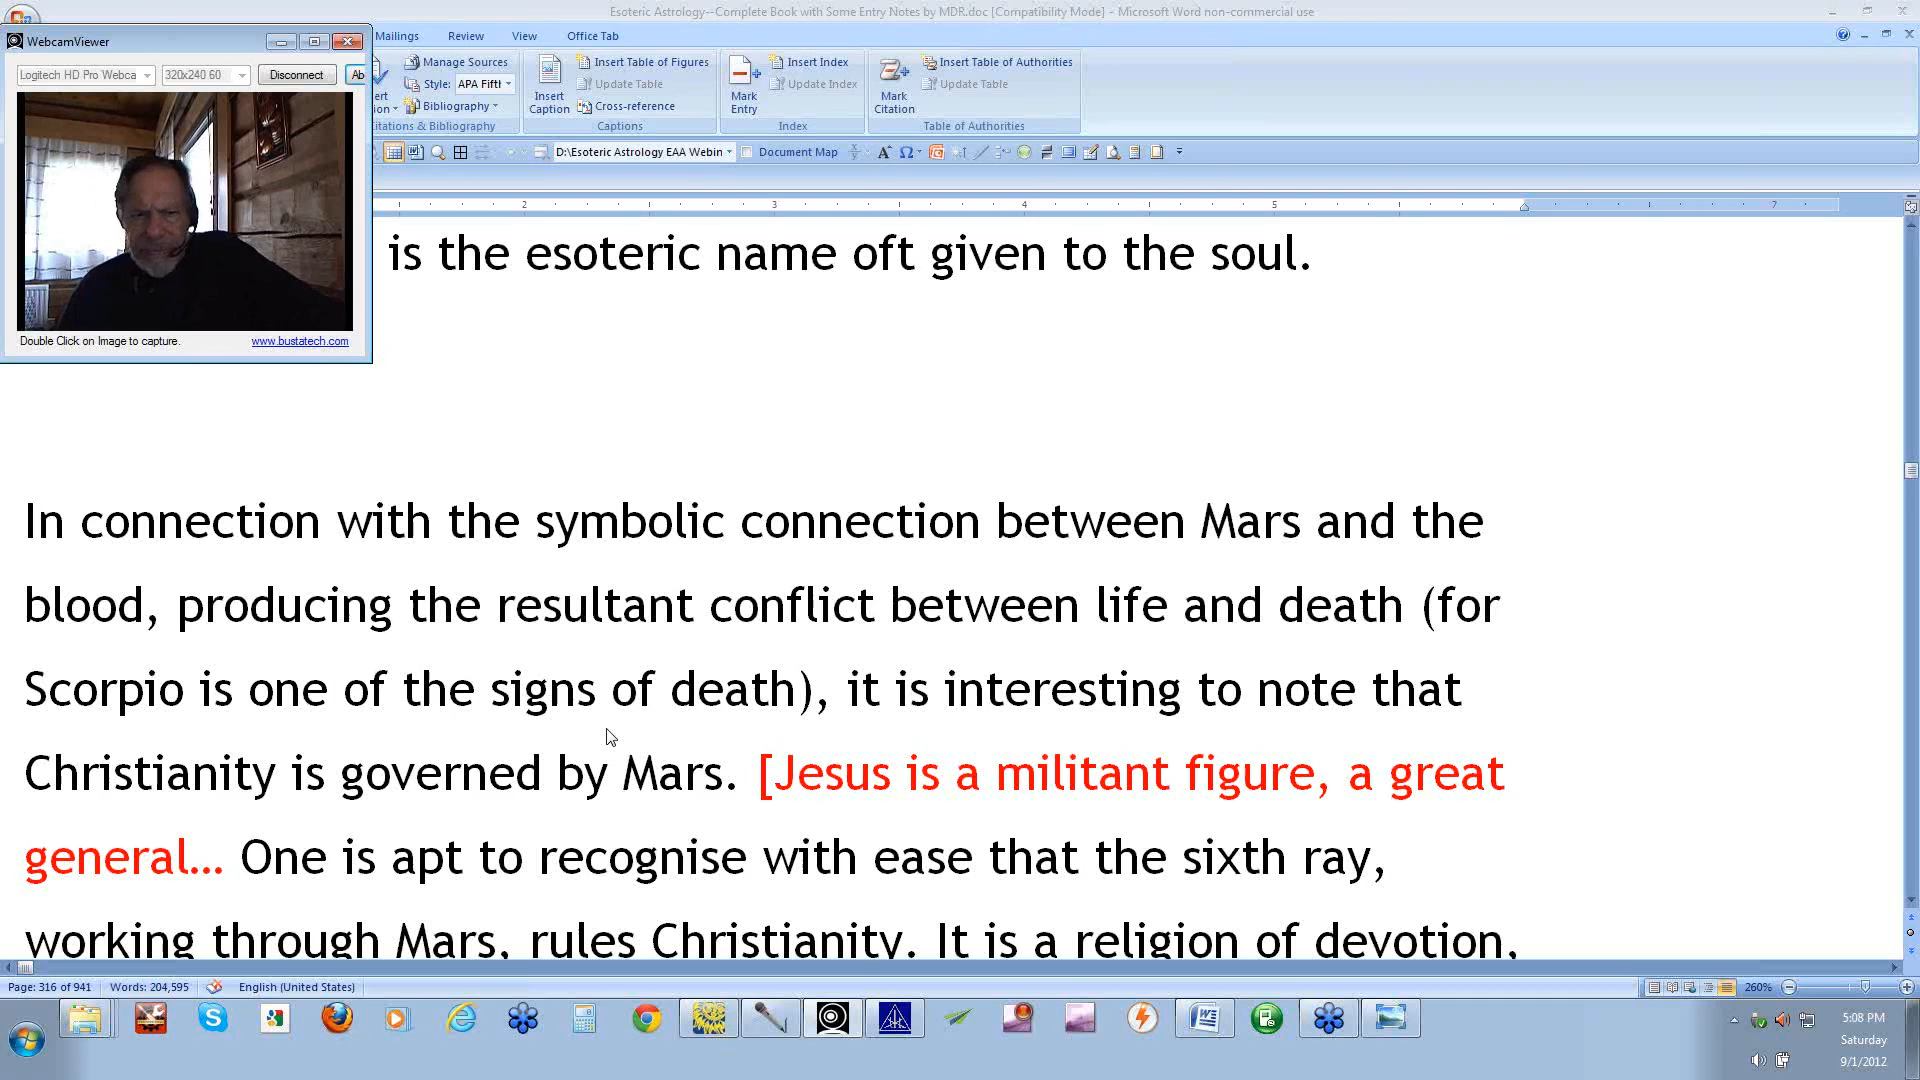 Esoteric Astrology--Complete Book with Some Entry Notes by MDR.doc [Compatibility Mode] - Microsoft Word non-commercial use
WebcamViewer
Logitech HD Pro Webca
320x240 60
Disconnect
Ab
Double Click on Image to capture.
www.bustatech.com
Mailings
Review
View
Office Tab
Manage Sources
Style: APA Fifth
Bibliography
Citations & Bibliography
Insert Caption
Insert Table of Figures
Update Table
Cross-reference
Captions
Mark Entry
Insert Index
Update Index
Index
Mark Citation
Insert Table of Authorities
Update Table
Table of Authorities
D:\Esoteric Astrology EAA Webin
Document Map
2 3 4 5 7
is the esoteric name oft given to the soul.
In connection with the symbolic connection between Mars and the
blood, producing the resultant conflict between life and death (for
Scorpio is one of the signs of death), it is interesting to note that
Christianity is governed by Mars. [Jesus is a militant figure, a great
general… One is apt to recognise with ease that the sixth ray,
working through Mars, rules Christianity. It is a religion of devotion,
Page: 316 of 941
Words: 204,595
English (United States)
260%
5:08 PM
Saturday
9/1/2012